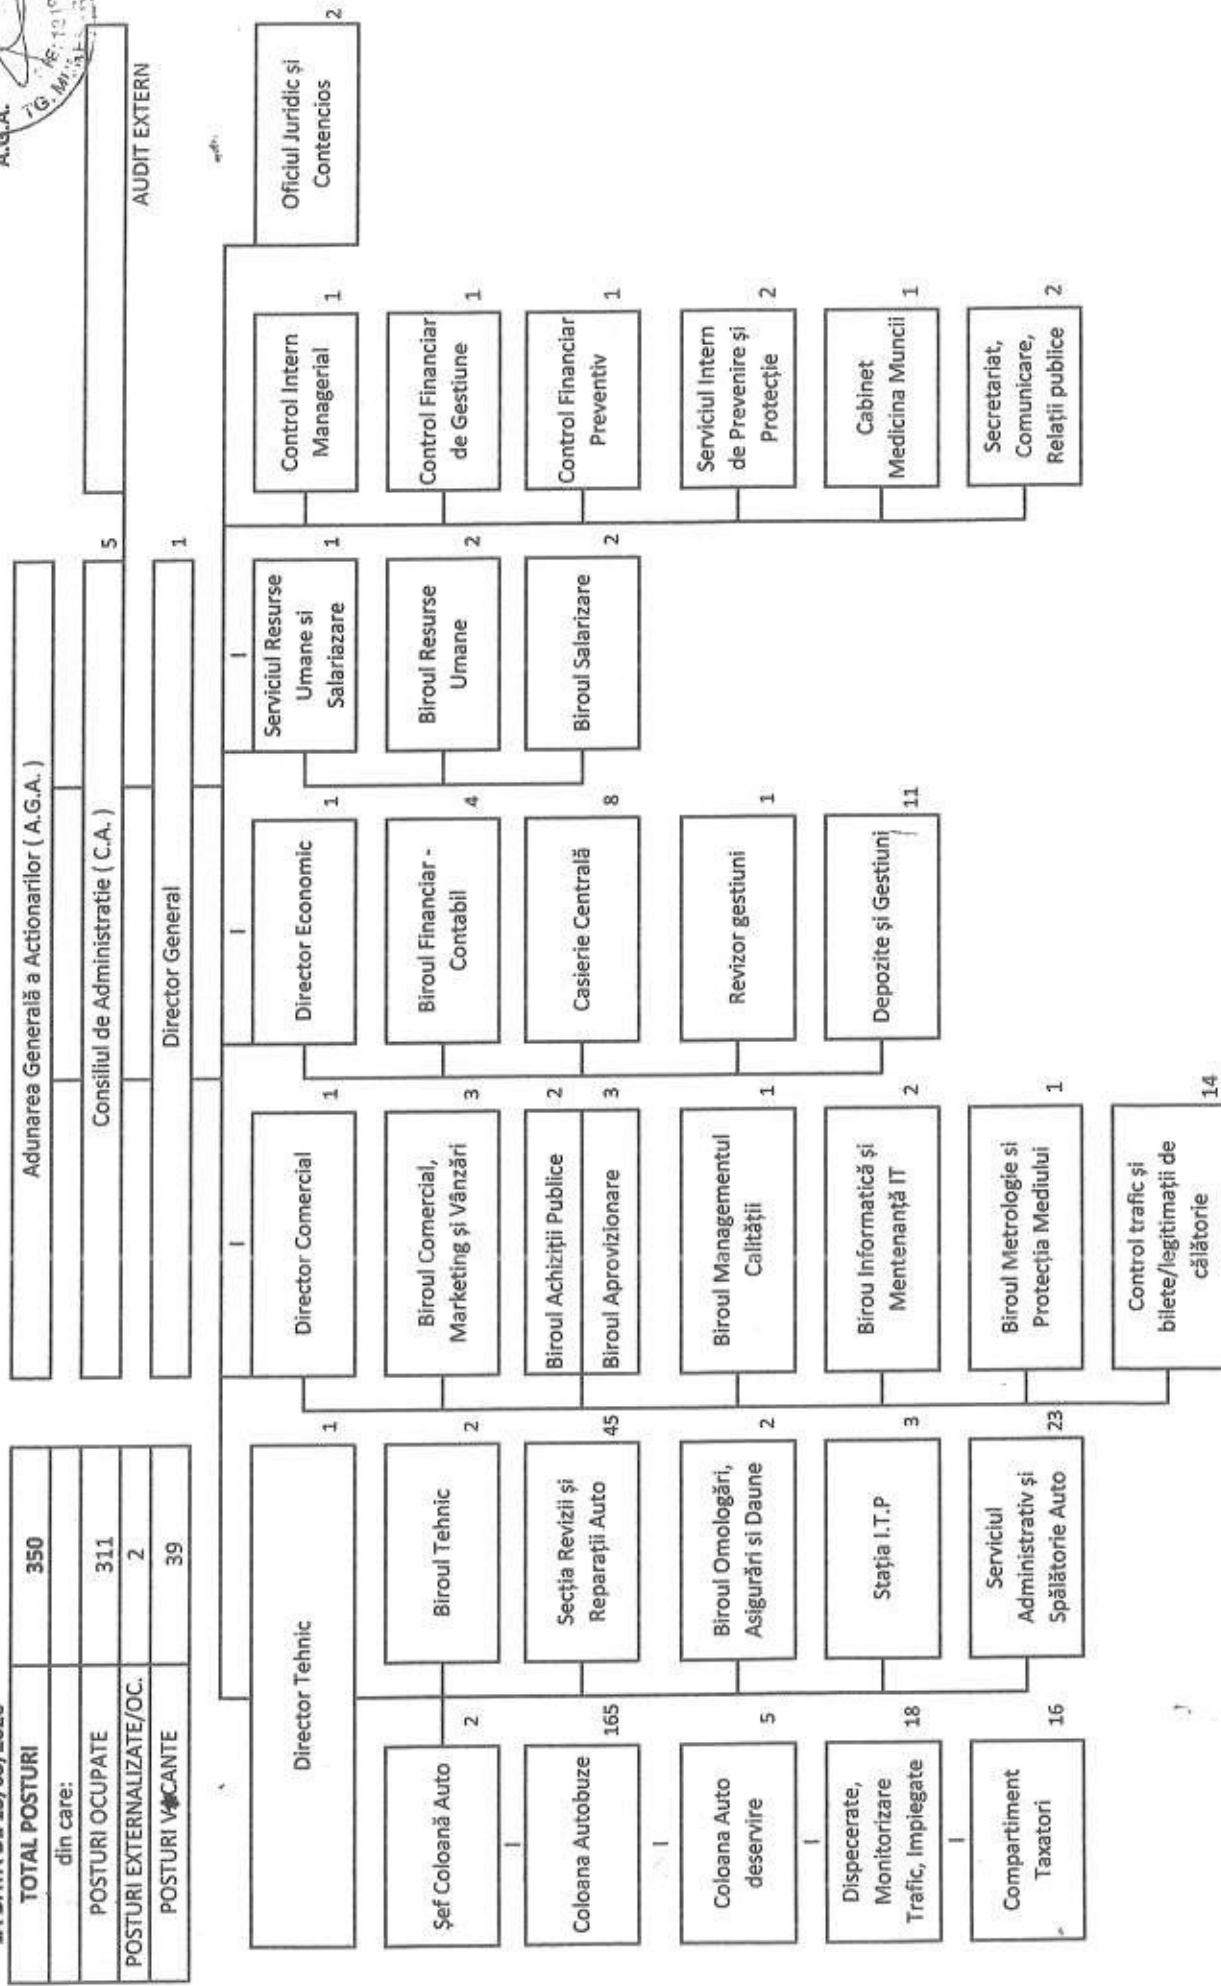 A.G.A.
TG. MU
TOTAL POSTURI 350
din care:
POSTURI OCUPATE 311
POSTURI EXTERNALIZATE/OC. 2
POSTURI VACANTE 39
Adunarea Generală a Actionarilor ( A.G.A. )
Consiliul de Administratie ( C.A. ) 5
Director General 1
AUDIT EXTERN
Director Tehnic 1
Șef Coloană Auto 2
Coloana Autobuze 165
Coloana Auto
deservire 5
Dispecerate,
Monitorizare
Trafic, Impiegate 18
Compartiment
Taxatori 16
Biroul Tehnic 2
Secția Revizii și
Reparații Auto 45
Biroul Omologări,
Asigurări si Daune 2
Stația I.T.P 3
Serviciul
Administrativ și
Spălătorie Auto 23
Director Comercial 1
Biroul Comercial,
Marketing și Vânzări 3
Biroul Achiziții Publice 2
Biroul Aprovizionare 3
Biroul Managementul
Calității 1
Birou Informatică și
Mentenanță IT 2
Biroul Metrologie si
Protecția Mediului 1
Control trafic și
bilete/legitimații de
călătorie 14
Director Economic 1
Biroul Financiar -
Contabil 4
Casierie Centrală 8
Revizor gestiuni 1
Depozite și Gestiuni 11
Serviciul Resurse
Umane si
Salariazare 1
Biroul Resurse
Umane 2
Biroul Salarizare 2
Control Intern
Managerial 1
Control Financiar
de Gestiune 1
Control Financiar
Preventiv 1
Serviciul Intern
de Prevenire și
Protecție 2
Cabinet
Medicina Muncii 1
Secretariat,
Comunicare,
Relații publice 2
Oficiul Juridic și
Contencios 2